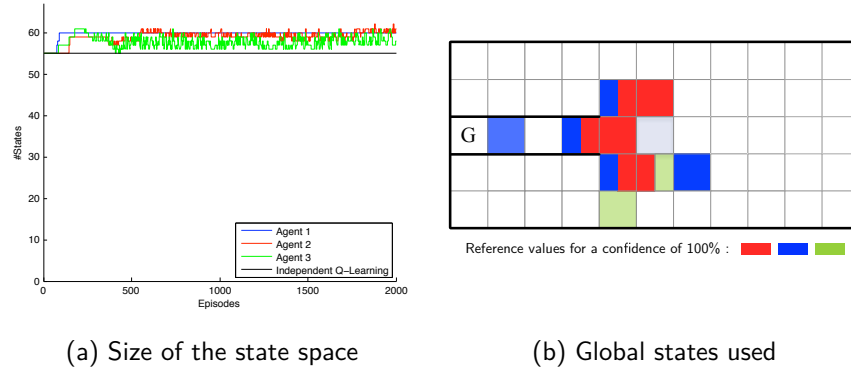 60
50
40
30
20
10
0
#States
0
500
1000
1500
2000
Episodes
Agent 1
Agent 2
Agent 3
Independent Q-Learning
(a) Size of the state space
G
Reference values for a confidence of 100% :
(b) Global states used